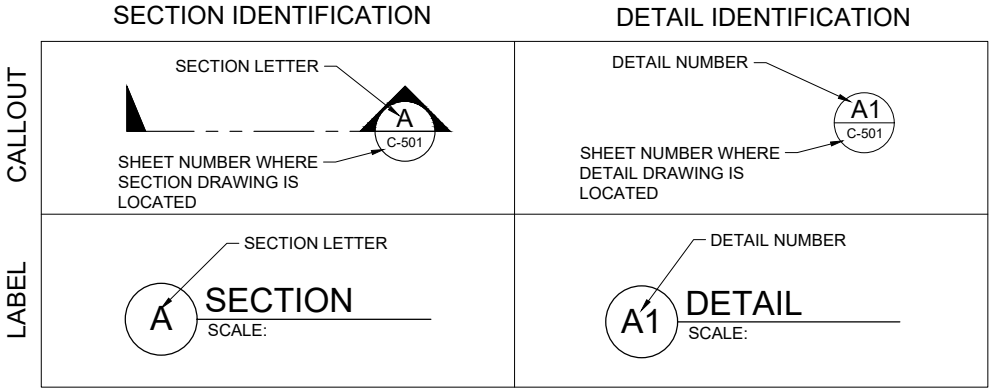 SECTION IDENTIFICATION
DETAIL IDENTIFICATION
CALLOUT
SECTION LETTER
A
C-501
SHEET NUMBER WHERE
SECTION DRAWING IS
LOCATED
DETAIL NUMBER
A1
C-501
SHEET NUMBER WHERE
DETAIL DRAWING IS
LOCATED
LABEL
SECTION LETTER
A
SECTION
SCALE:
DETAIL NUMBER
A1
DETAIL
SCALE: